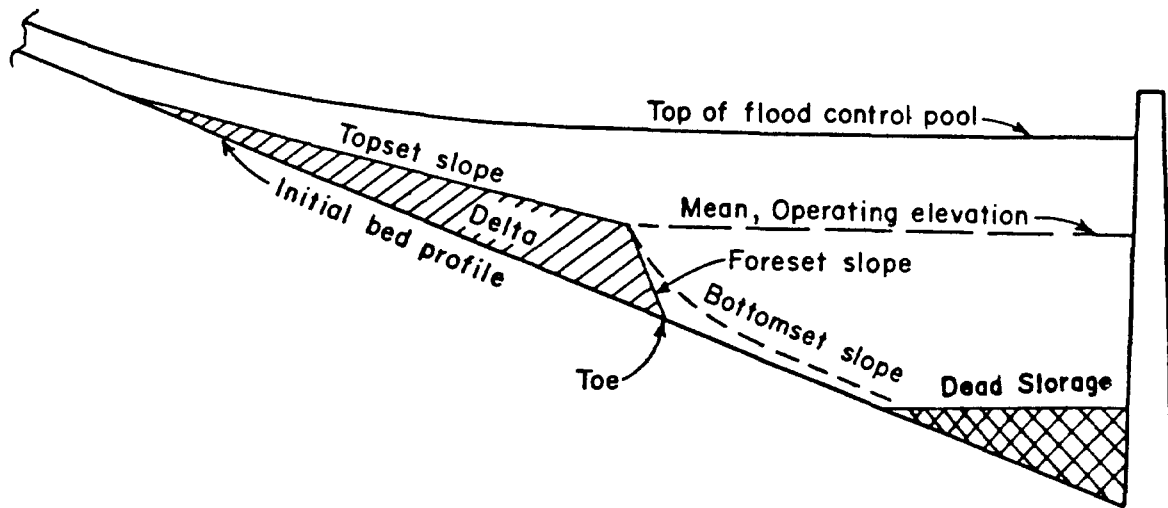 Top of flood control pool
Topset slope
Mean, Operating elevation
Initial bed profile
Delta
Foreset slope
Bottomset slope
Toe
Dead Storage